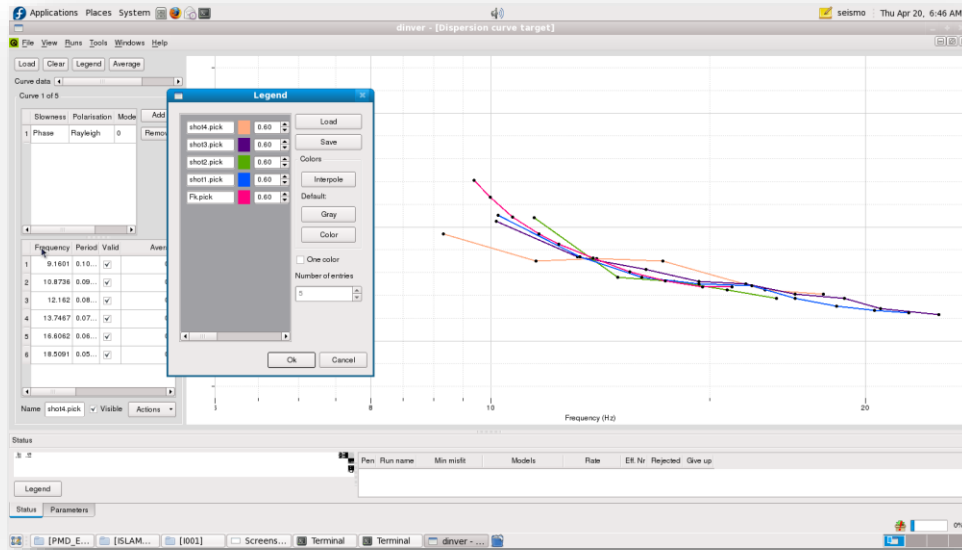 Applications Places System seismo Thu Apr 20, 6:46 AM
dinver - [Dispersion curve target]
File View Runs Tools Windows Help
Load Clear Legend Average
Curve data
Curve 1 of 5
Slowness Polarisation Mode Add
1 Phase Rayleigh 0 Remov
Frequency Period Valid Aver
1 9.1601 0.10...
2 10.8736 0.09...
3 12.162 0.08...
4 13.7467 0.07...
5 16.6062 0.06...
6 18.5091 0.05...
Name shot4.pick Visible Actions
Legend
shot4.pick 0.60
shot3.pick 0.60
shot2.pick 0.60
shot1.pick 0.60
Fk.pick 0.60
Load
Save
Colors
Interpole
Default:
Gray
Color
One color
Number of entries
5
Ok Cancel
8 10 20
Frequency (Hz)
Status
Pen Run name Min misfit Models Rate Eff. Nr Rejected Give up
Legend
Status Parameters
0%
[PMD_E... [ISLAM... [I001] Screens... Terminal Terminal dinver - ...